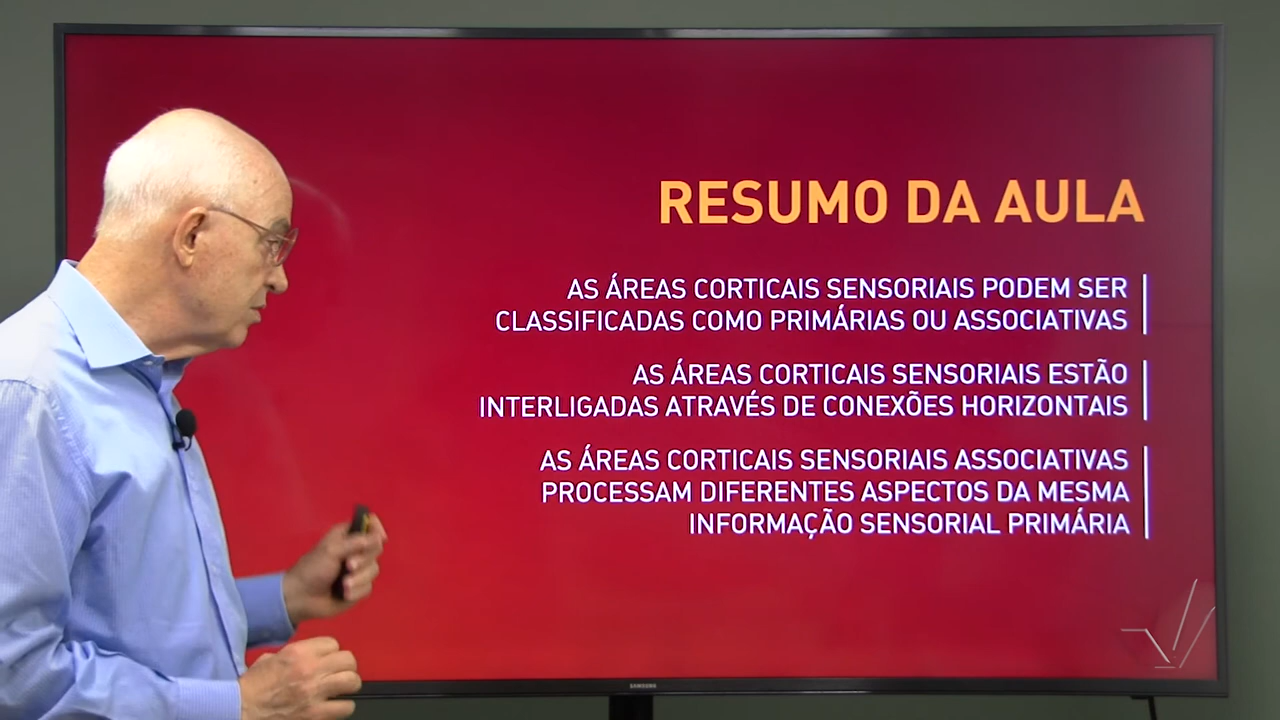 RESUMO DA AULA
AS ÁREAS CORTICAIS SENSORIAIS PODEM SER
CLASSIFICADAS COMO PRIMÁRIAS OU ASSOCIATIVAS
AS ÁREAS CORTICAIS SENSORIAIS ESTÃO
INTERLIGADAS ATRAVÉS DE CONEXÕES HORIZONTAIS
AS ÁREAS CORTICAIS SENSORIAIS ASSOCIATIVAS
PROCESSAM DIFERENTES ASPECTOS DA MESMA
INFORMAÇÃO SENSORIAL PRIMÁRIA
SAMSUNG